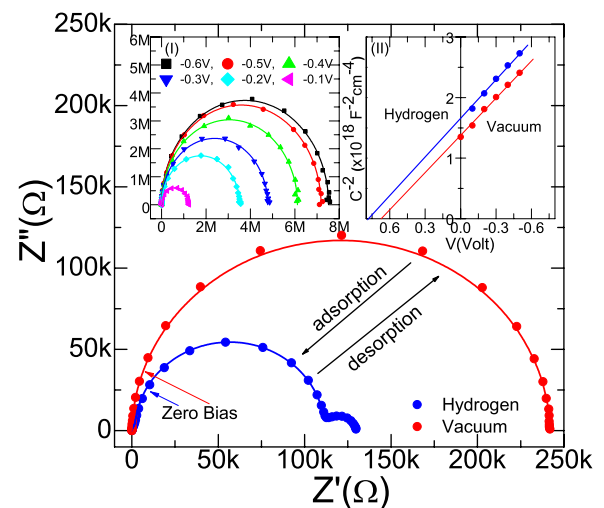 250k
200k
150k
100k
50k
0
0
50k
100k
150k
200k
250k
Z''(Ω)
Z'(Ω)
(I)
6M
5M
4M
3M
2M
1M
0
0
2M
4M
6M
8M
-0.6V,
-0.5V,
-0.4V
-0.3V,
-0.2V,
-0.1V
(II)
3
2
1
0
0.6
0.3
0.0
-0.3
-0.6
V(Volt)
C⁻² (x10¹⁸ F⁻²cm⁻⁴)
Hydrogen
Vacuum
adsorption
desorption
Zero Bias
Hydrogen
Vacuum